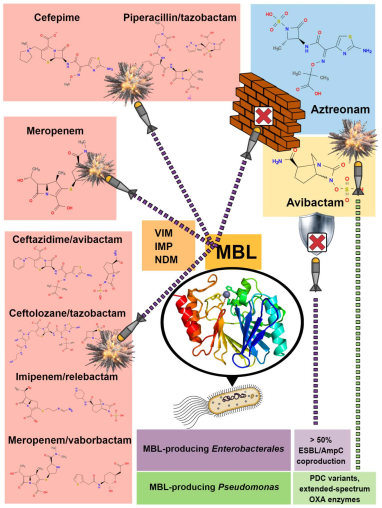 Cefepime
Piperacillin/tazobactam
Aztreonam
Meropenem
Avibactam
VIM
IMP
NDM
MBL
Ceftazidime/avibactam
Ceftolozane/tazobactam
Imipenem/relebactam
Meropenem/vaborbactam
MBL-producing Enterobacterales
> 50%
ESBL/AmpC
coproduction
MBL-producing Pseudomonas
PDC variants,
extended-spectrum
OXA enzymes